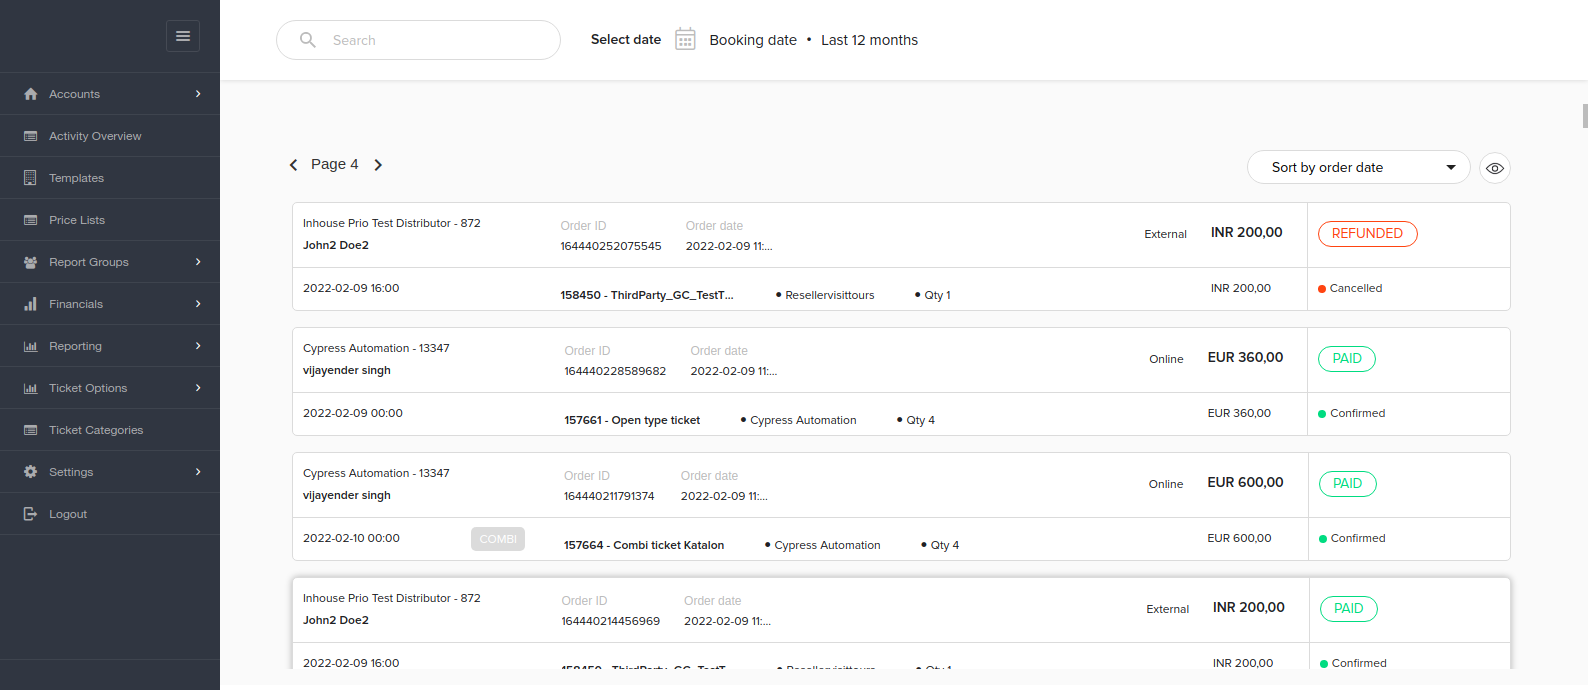 Search
Select date Booking date • Last 12 months
Accounts
Activity Overview
Templates
Price Lists
Report Groups
Financials
Reporting
Ticket Options
Ticket Categories
Settings
Logout
Page 4
Sort by order date
Inhouse Prio Test Distributor - 872
John2 Doe2
Order ID
164440252075545
Order date
2022-02-09 11:...
External INR 200,00 REFUNDED
2022-02-09 16:00 158450 - ThirdParty_GC_TestT... • Resellervisittours • Qty 1 INR 200,00 Cancelled
Cypress Automation - 13347
vijayender singh
Order ID
164440228589682
Order date
2022-02-09 11:...
Online EUR 360,00 PAID
2022-02-09 00:00 157661 - Open type ticket • Cypress Automation • Qty 4 EUR 360,00 Confirmed
Cypress Automation - 13347
vijayender singh
Order ID
164440211791374
Order date
2022-02-09 11:...
Online EUR 600,00 PAID
2022-02-10 00:00 COMBI 157664 - Combi ticket Katalon • Cypress Automation • Qty 4 EUR 600,00 Confirmed
Inhouse Prio Test Distributor - 872
John2 Doe2
Order ID
164440214456969
Order date
2022-02-09 11:...
External INR 200,00 PAID
2022-02-09 16:00 158450 - ThirdParty_GC_TestT... • Resellervisittours • Qty 1 INR 200,00 Confirmed